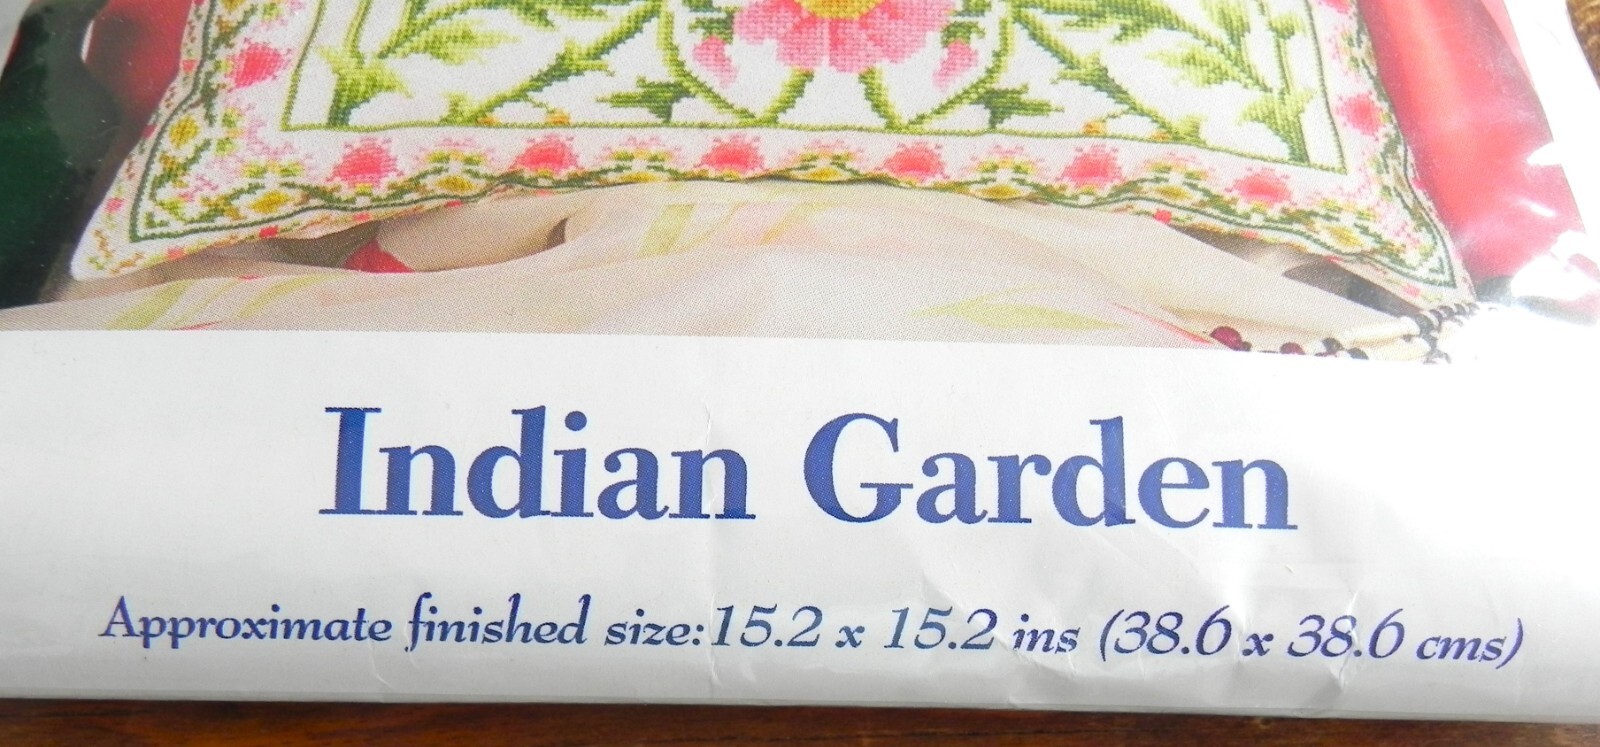 Indian Garden
Approximate finished size: 15.2 x 15.2 ins (38.6 x 38.6 cms)